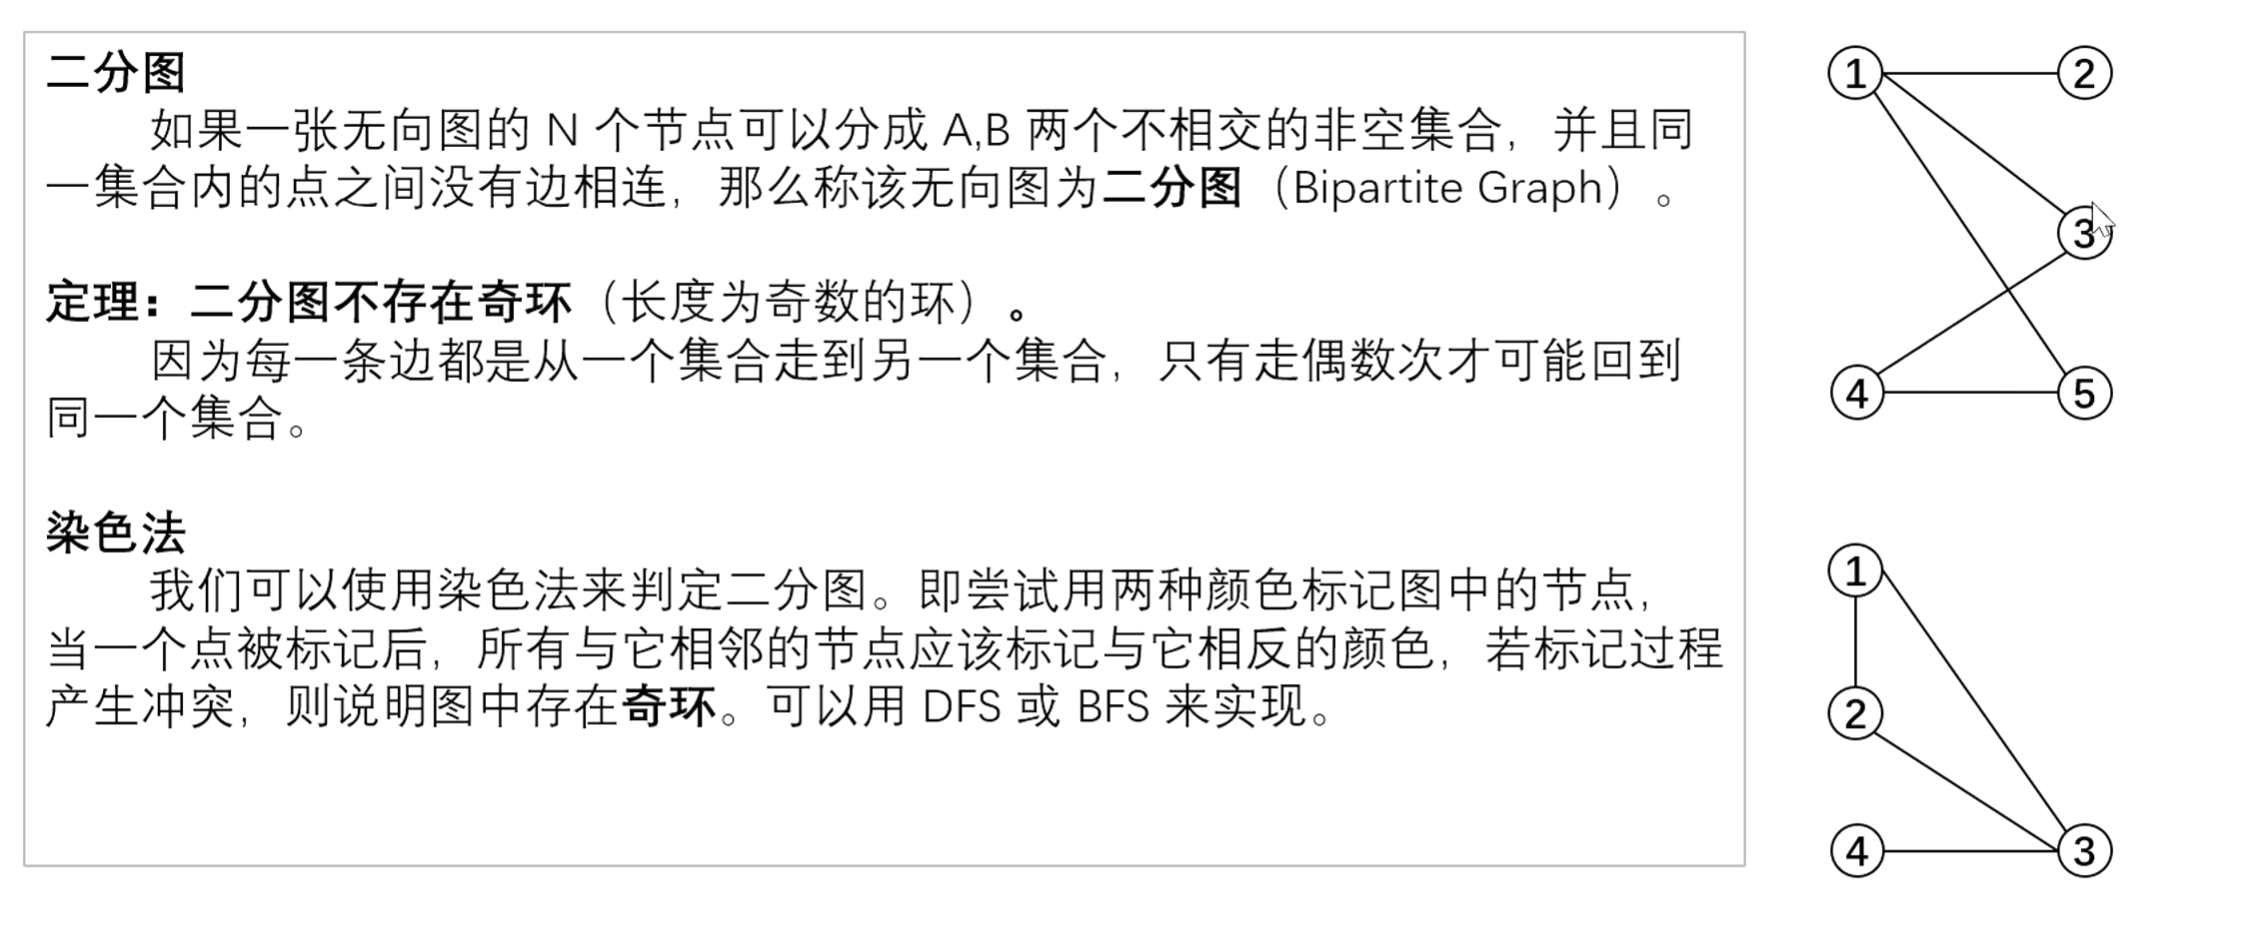 二分图
如果一张无向图的 N 个节点可以分成 A,B 两个不相交的非空集合，并且同
一集合内的点之间没有边相连，那么称该无向图为二分图（Bipartite Graph）。
定理：二分图不存在奇环（长度为奇数的环）。
因为每一条边都是从一个集合走到另一个集合，只有走偶数次才可能回到
同一个集合。
染色法
我们可以使用染色法来判定二分图。即尝试用两种颜色标记图中的节点，
当一个点被标记后，所有与它相邻的节点应该标记与它相反的颜色，若标记过程
产生冲突，则说明图中存在奇环。可以用 DFS 或 BFS 来实现。
1 2
3
4 5
1
2
4 3